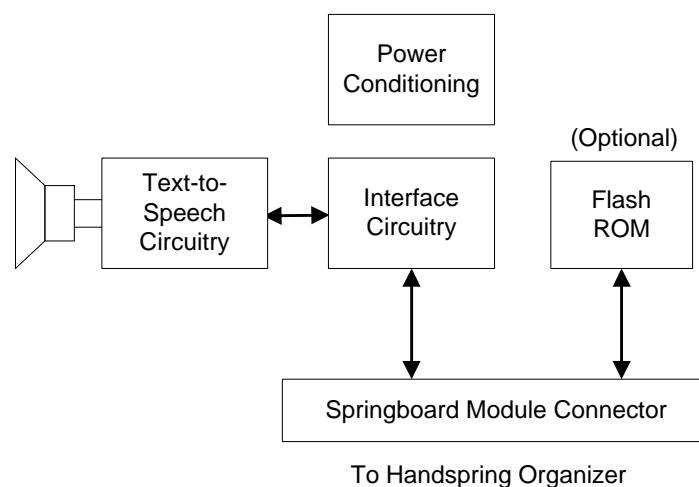 Power
Conditioning
(Optional)
Text-to-
Speech
Circuitry
Interface
Circuitry
Flash
ROM
Springboard Module Connector
To Handspring Organizer